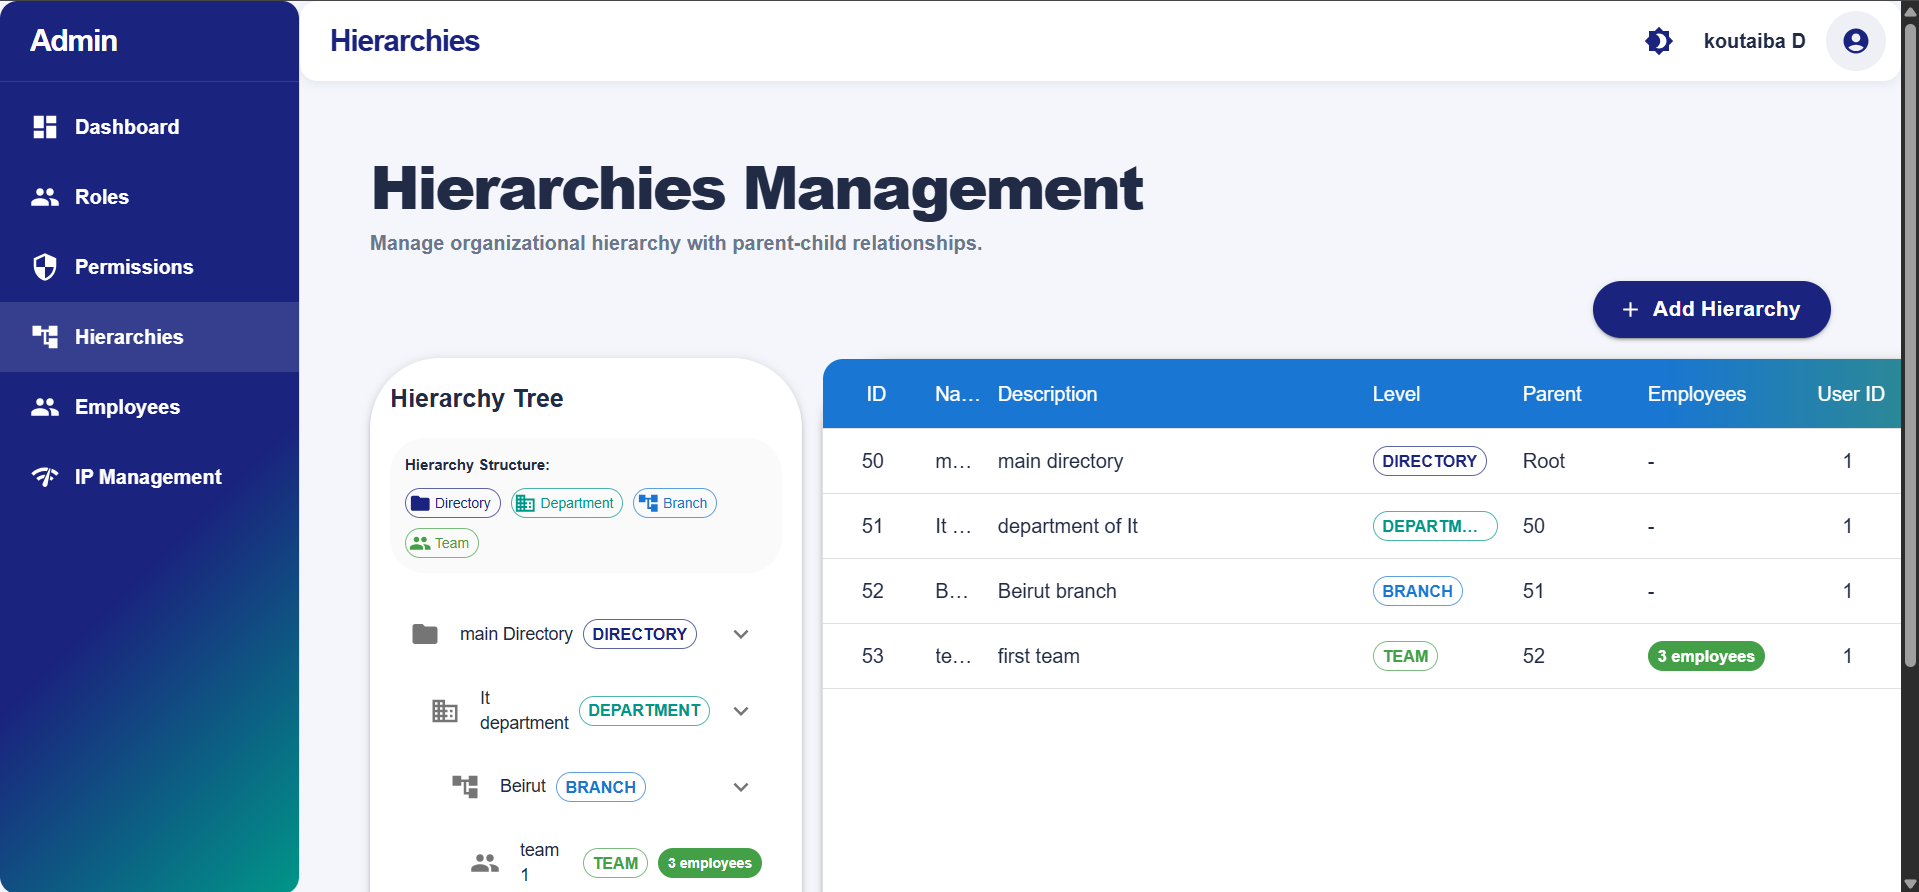 Admin
Dashboard
Roles
Permissions
Hierarchies
Employees
IP Management
Hierarchies
koutaiba D
Hierarchies Management
Manage organizational hierarchy with parent-child relationships.
+ Add Hierarchy
Hierarchy Tree
Hierarchy Structure:
Directory Department Branch
Team
main Directory DIRECTORY
It
department DEPARTMENT
Beirut BRANCH
team
1 TEAM 3 employees
ID Na... Description Level Parent Employees User ID
50 m... main directory DIRECTORY Root - 1
51 It ... department of It DEPARTM... 50 - 1
52 B... Beirut branch BRANCH 51 - 1
53 te... first team TEAM 52 3 employees 1